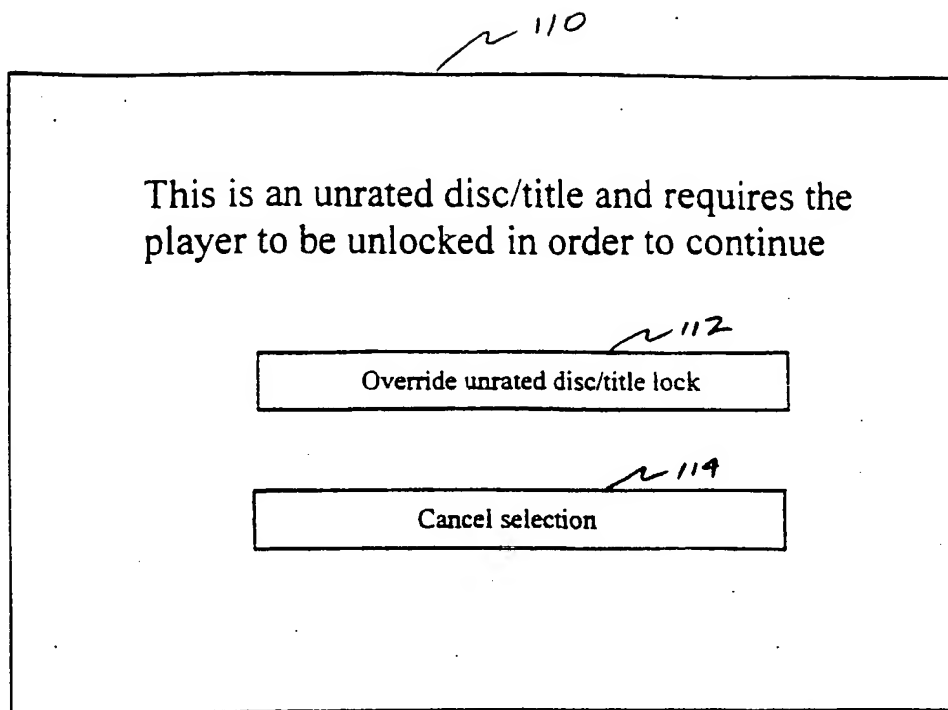 110
This is an unrated disc/title and requires the
player to be unlocked in order to continue
112
Override unrated disc/title lock
114
Cancel selection